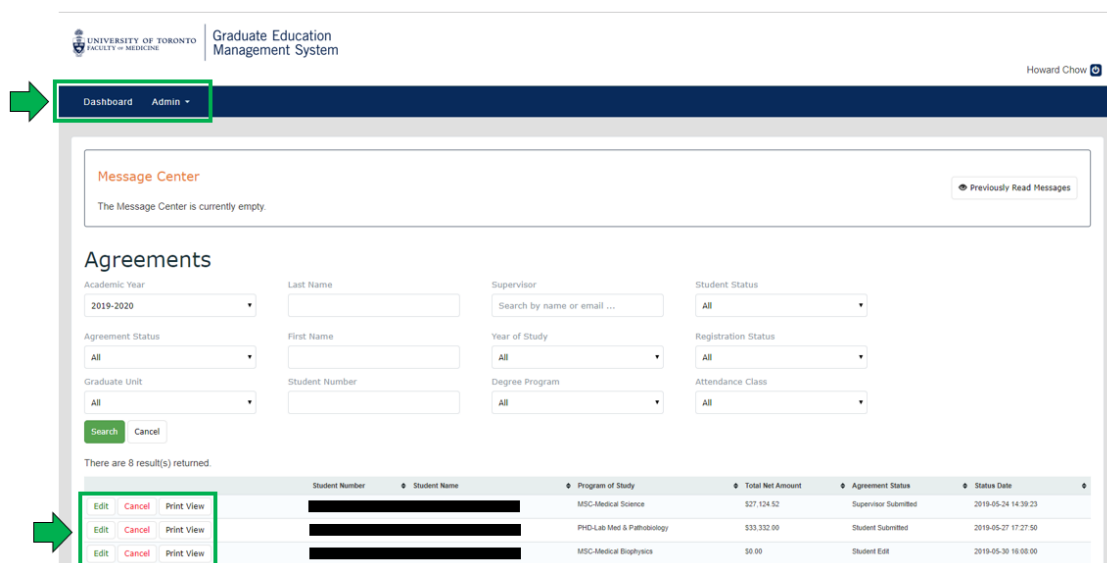 UNIVERSITY OF TORONTO
FACULTY OF MEDICINE
Graduate Education
Management System
Howard Chow
Dashboard Admin
Message Center
Previously Read Messages
The Message Center is currently empty.
Agreements
Academic Year Last Name Supervisor Student Status
2019-2020 Search by name or email ... All
Agreement Status First Name Year of Study Registration Status
All All All
Graduate Unit Student Number Degree Program Attendance Class
All All All
Search Cancel
There are 8 result(s) returned.
Student Number Student Name Program of Study Total Net Amount Agreement Status Status Date
Edit Cancel Print View MSC-Medical Science $27,124.52 Supervisor Submitted 2019-05-24 14:39:23
Edit Cancel Print View PHD-Lab Med & Pathobiology $33,332.00 Student Submitted 2019-05-27 17:27:50
Edit Cancel Print View MSC-Medical Biophysics $0.00 Student Edit 2019-05-30 16:08:00